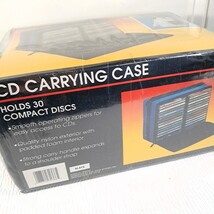 CD CARRYING CASE
HOLDS 30
COMPACT DISCS
• Smooth operating zippers for
easy access to CDs
• Quality nylon exterior with
padded foam interior
• Strong carry handle expands
to a shoulder strap